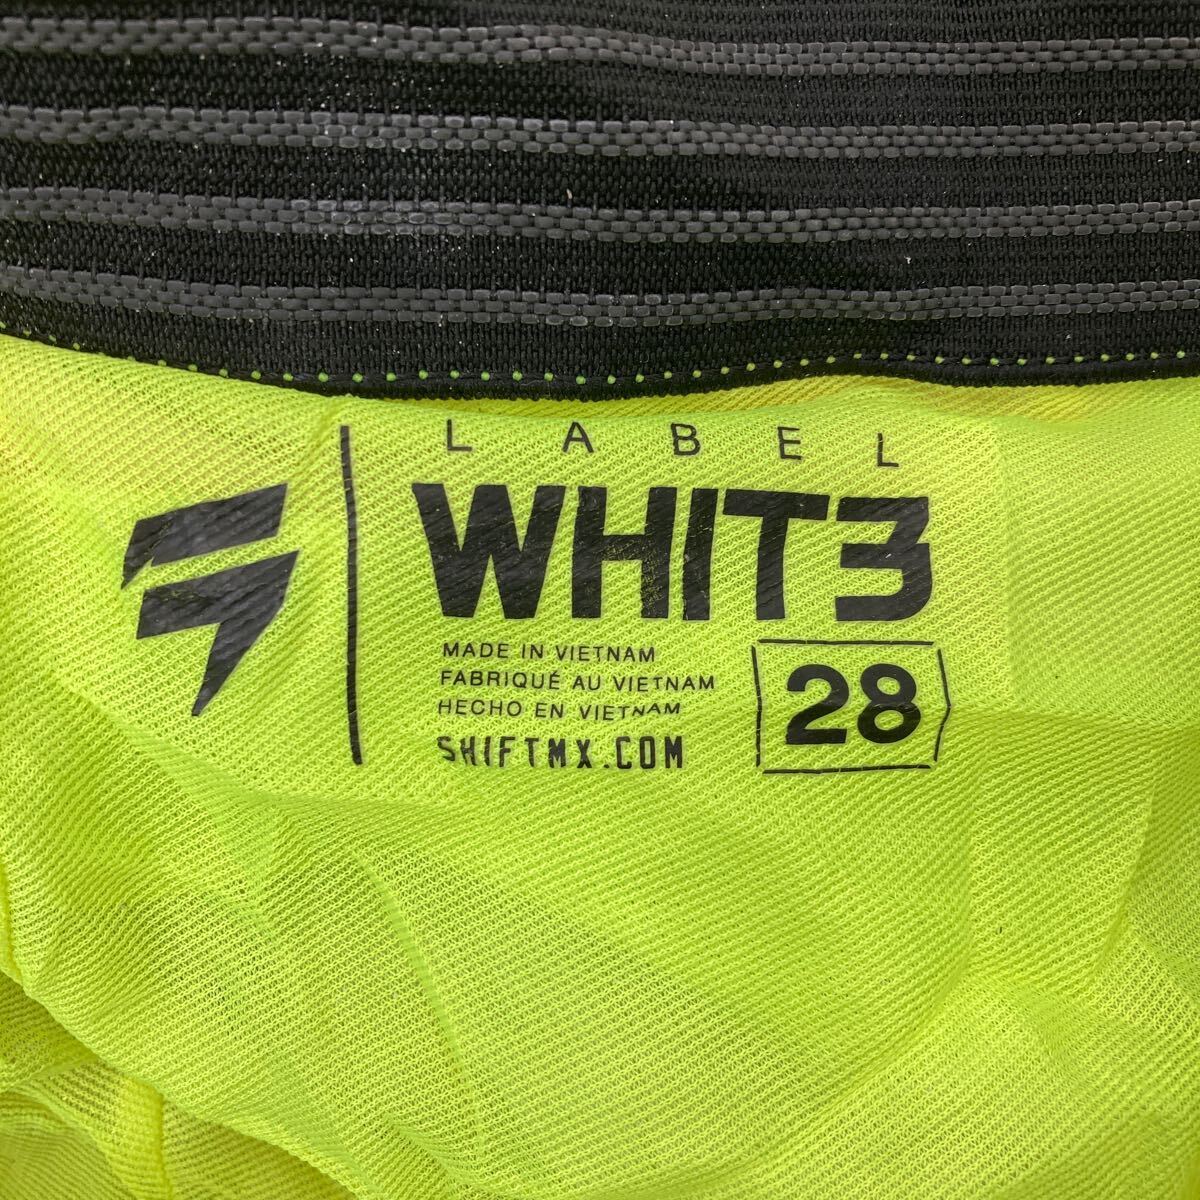 LABEL
WHIT3
MADE IN VIETNAM
FABRIQUÉ AU VIETNAM
HECHO EN VIETNAM
SHIFTMX.COM
28